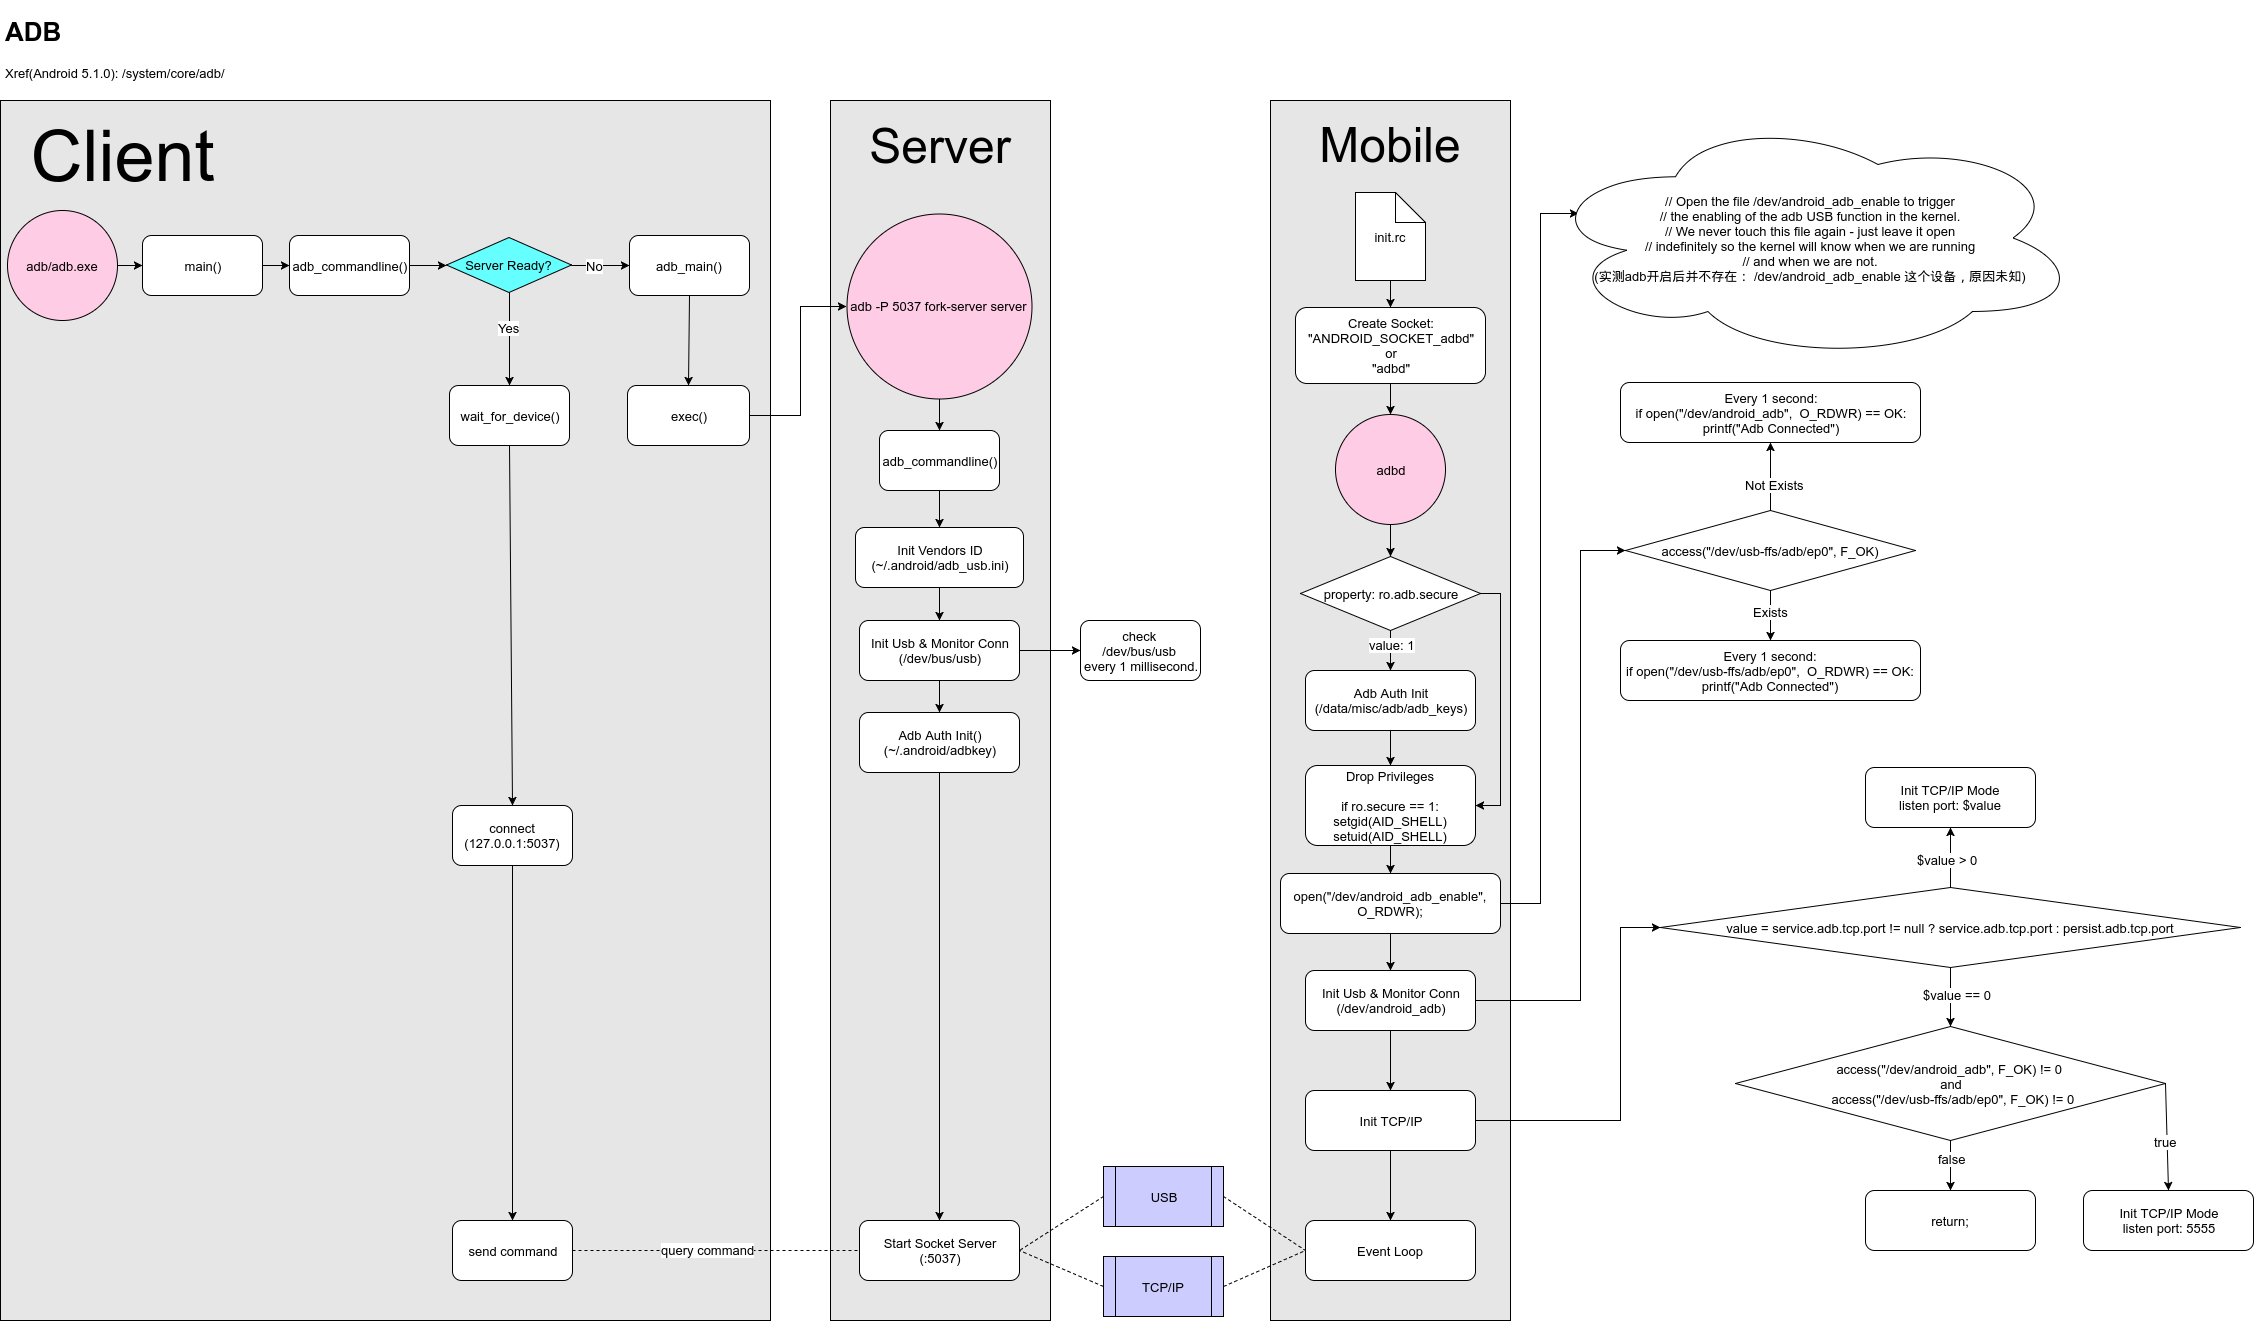 ADB
Xref(Android 5.1.0): /system/core/adb/
Client
adb/adb.exe
main()
adb_commandline()
Server Ready?
No
adb_main()
Yes
wait_for_device()
exec()
connect
(127.0.0.1:5037)
send command
query command
Server
adb -P 5037 fork-server server
adb_commandline()
Init Vendors ID
(~/.android/adb_usb.ini)
Init Usb & Monitor Conn
(/dev/bus/usb)
check
/dev/bus/usb
every 1 millisecond.
Adb Auth Init()
(~/.android/adbkey)
Start Socket Server
(:5037)
USB
TCP/IP
Mobile
init.rc
Create Socket:
"ANDROID_SOCKET_adbd"
or
"adbd"
adbd
property: ro.adb.secure
value: 1
Adb Auth Init
(/data/misc/adb/adb_keys)
Drop Privileges
if ro.secure == 1:
setgid(AID_SHELL)
setuid(AID_SHELL)
open("/dev/android_adb_enable",
O_RDWR);
Init Usb & Monitor Conn
(/dev/android_adb)
Init TCP/IP
Event Loop
// Open the file /dev/android_adb_enable to trigger
// the enabling of the adb USB function in the kernel.
// We never touch this file again - just leave it open
// indefinitely so the kernel will know when we are running
// and when we are not.
(实测adb开启后并不存在： /dev/android_adb_enable 这个设备，原因未知)
Every 1 second:
if open("/dev/android_adb", O_RDWR) == OK:
printf("Adb Connected")
Not Exists
access("/dev/usb-ffs/adb/ep0", F_OK)
Exists
Every 1 second:
if open("/dev/usb-ffs/adb/ep0", O_RDWR) == OK:
printf("Adb Connected")
Init TCP/IP Mode
listen port: $value
$value > 0
value = service.adb.tcp.port != null ? service.adb.tcp.port : persist.adb.tcp.port
$value == 0
access("/dev/android_adb", F_OK) != 0
and
access("/dev/usb-ffs/adb/ep0", F_OK) != 0
true
false
return;
Init TCP/IP Mode
listen port: 5555